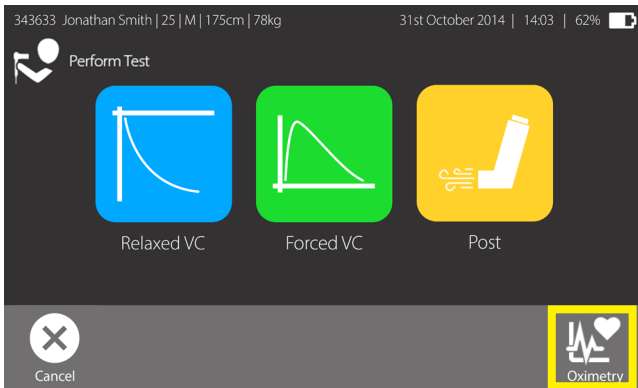 343633 Jonathan Smith | 25 | M | 175cm | 78kg 31st October 2014 | 14:03 | 62%
Perform Test
Relaxed VC Forced VC Post
Cancel Oximetry